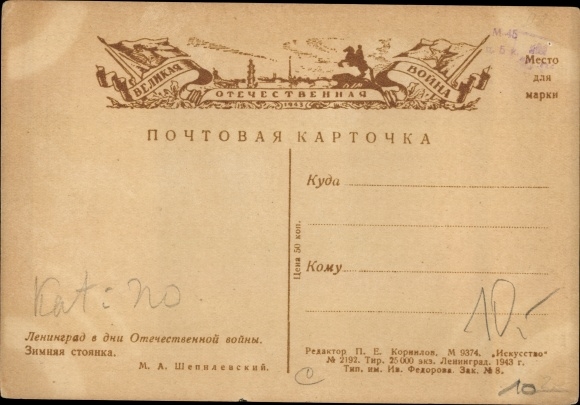 ВЕЛИКАЯ
ОТЕЧЕСТВЕННАЯ
ВОЙНА
1943
М-45
Место
для
марки
ПОЧТОВАЯ КАРТОЧКА
Куда
Кому
Цена 50 коп.
Kat: no.
10.-
Ленинград в дни Отечественной войны.
Зимняя стоянка.
М. А. Шепилевский.
Редактор П. Е. Корнилов. М 9374. „Искусство“
№ 2192. Тир. 25 000 экз. Ленинград. 1943 г.
Тип. им. Ив. Федорова. Зак. № 8.
c
10